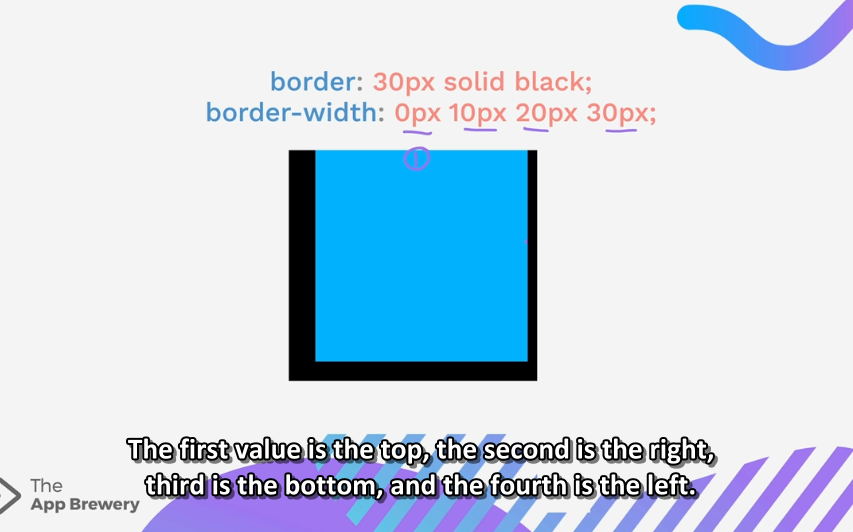 border: 30px solid black;
border-width: 0px 10px 20px 30px;
1
The first value is the top, the second is the right,
third is the bottom, and the fourth is the left.
The
App Brewery